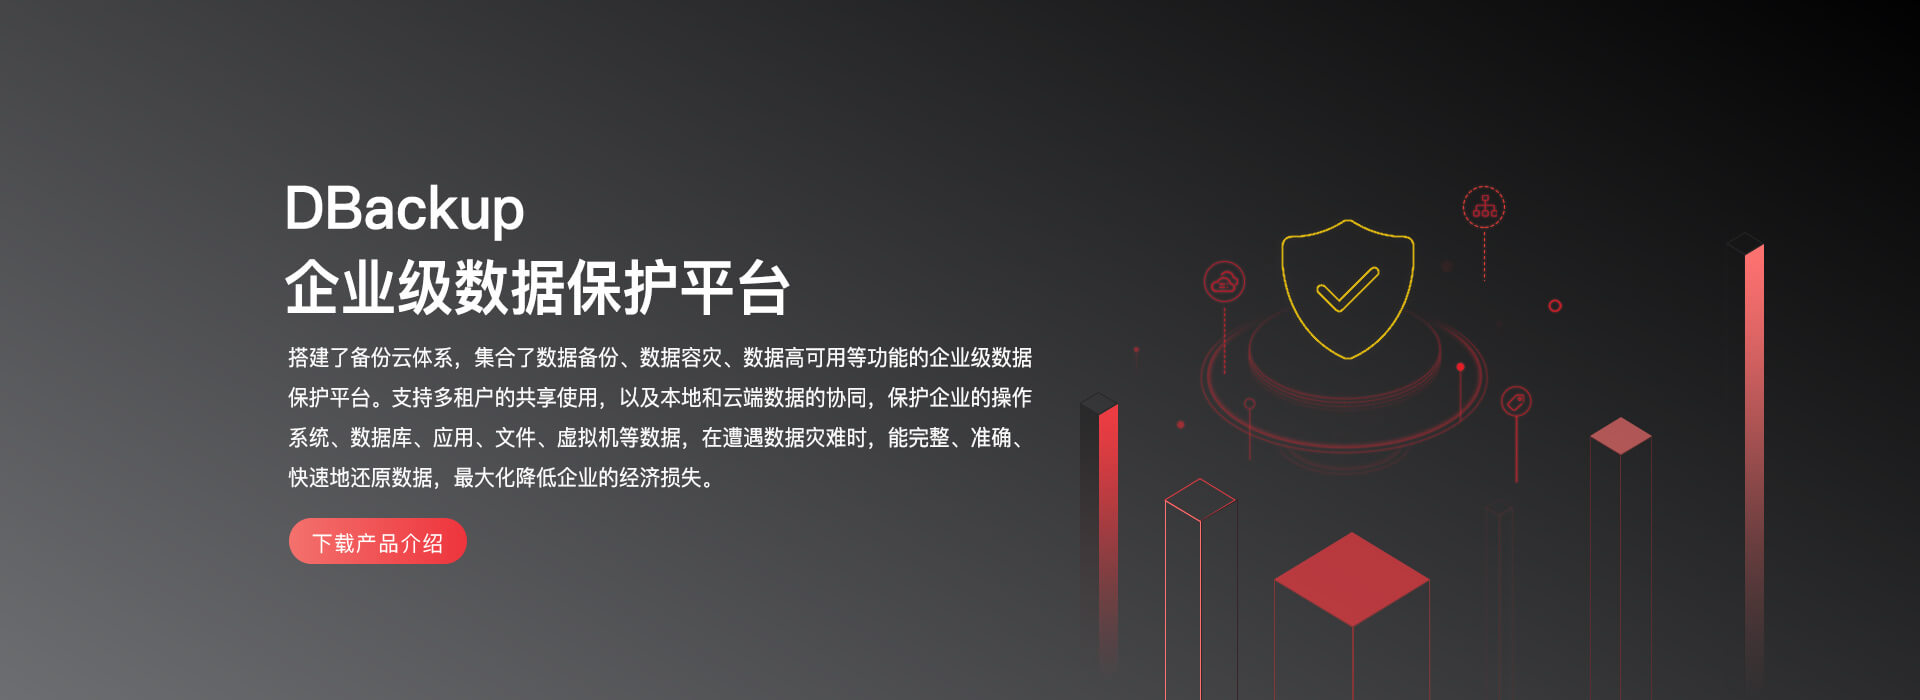 DBackup
企业级数据保护平台
搭建了备份云体系，集合了数据备份、数据容灾、数据高可用等功能的企业级数据
保护平台。支持多租户的共享使用，以及本地和云端数据的协同，保护企业的操作
系统、数据库、应用、文件、虚拟机等数据，在遭遇数据灾难时，能完整、准确、
快速地还原数据，最大化降低企业的经济损失。
下载产品介绍